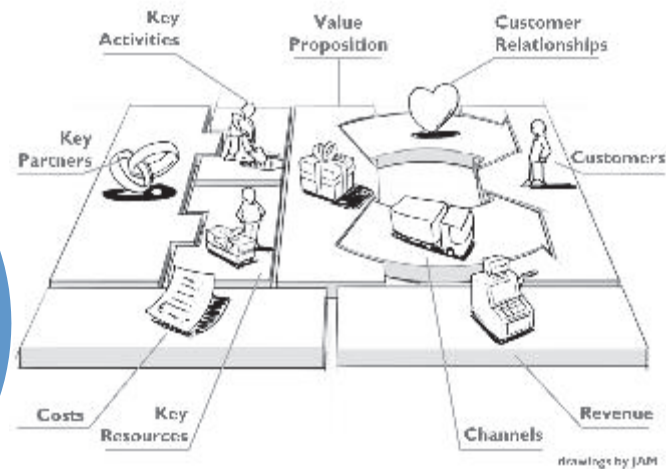 Key
Activities
Value
Proposition
Customer
Relationships
Key
Partners
Customers
Costs
Key
Resources
Channels
Revenue
drawings by JAM